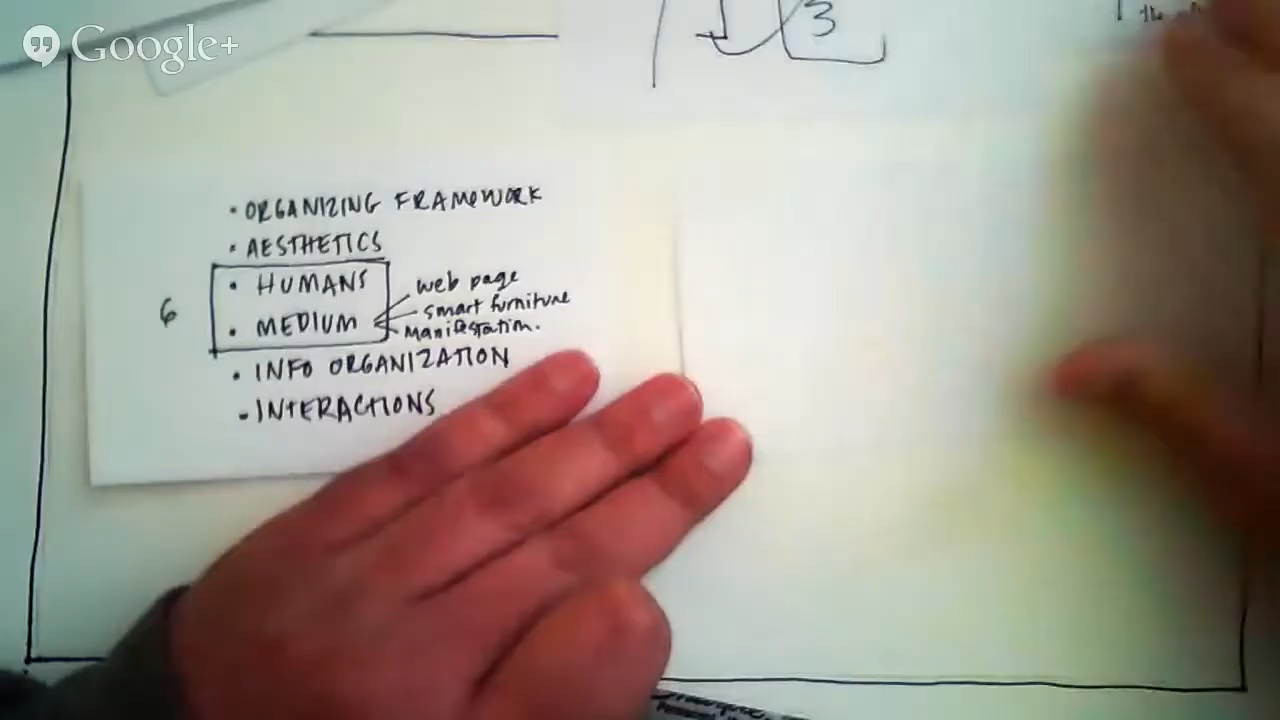 Google+
3
• ORGANIZING FRAMEWORK
• AESTHETICS
• HUMANS
web page
smart furniture
6
• MEDIUM
manifestation.
• INFO ORGANIZATION
• INTERACTIONS